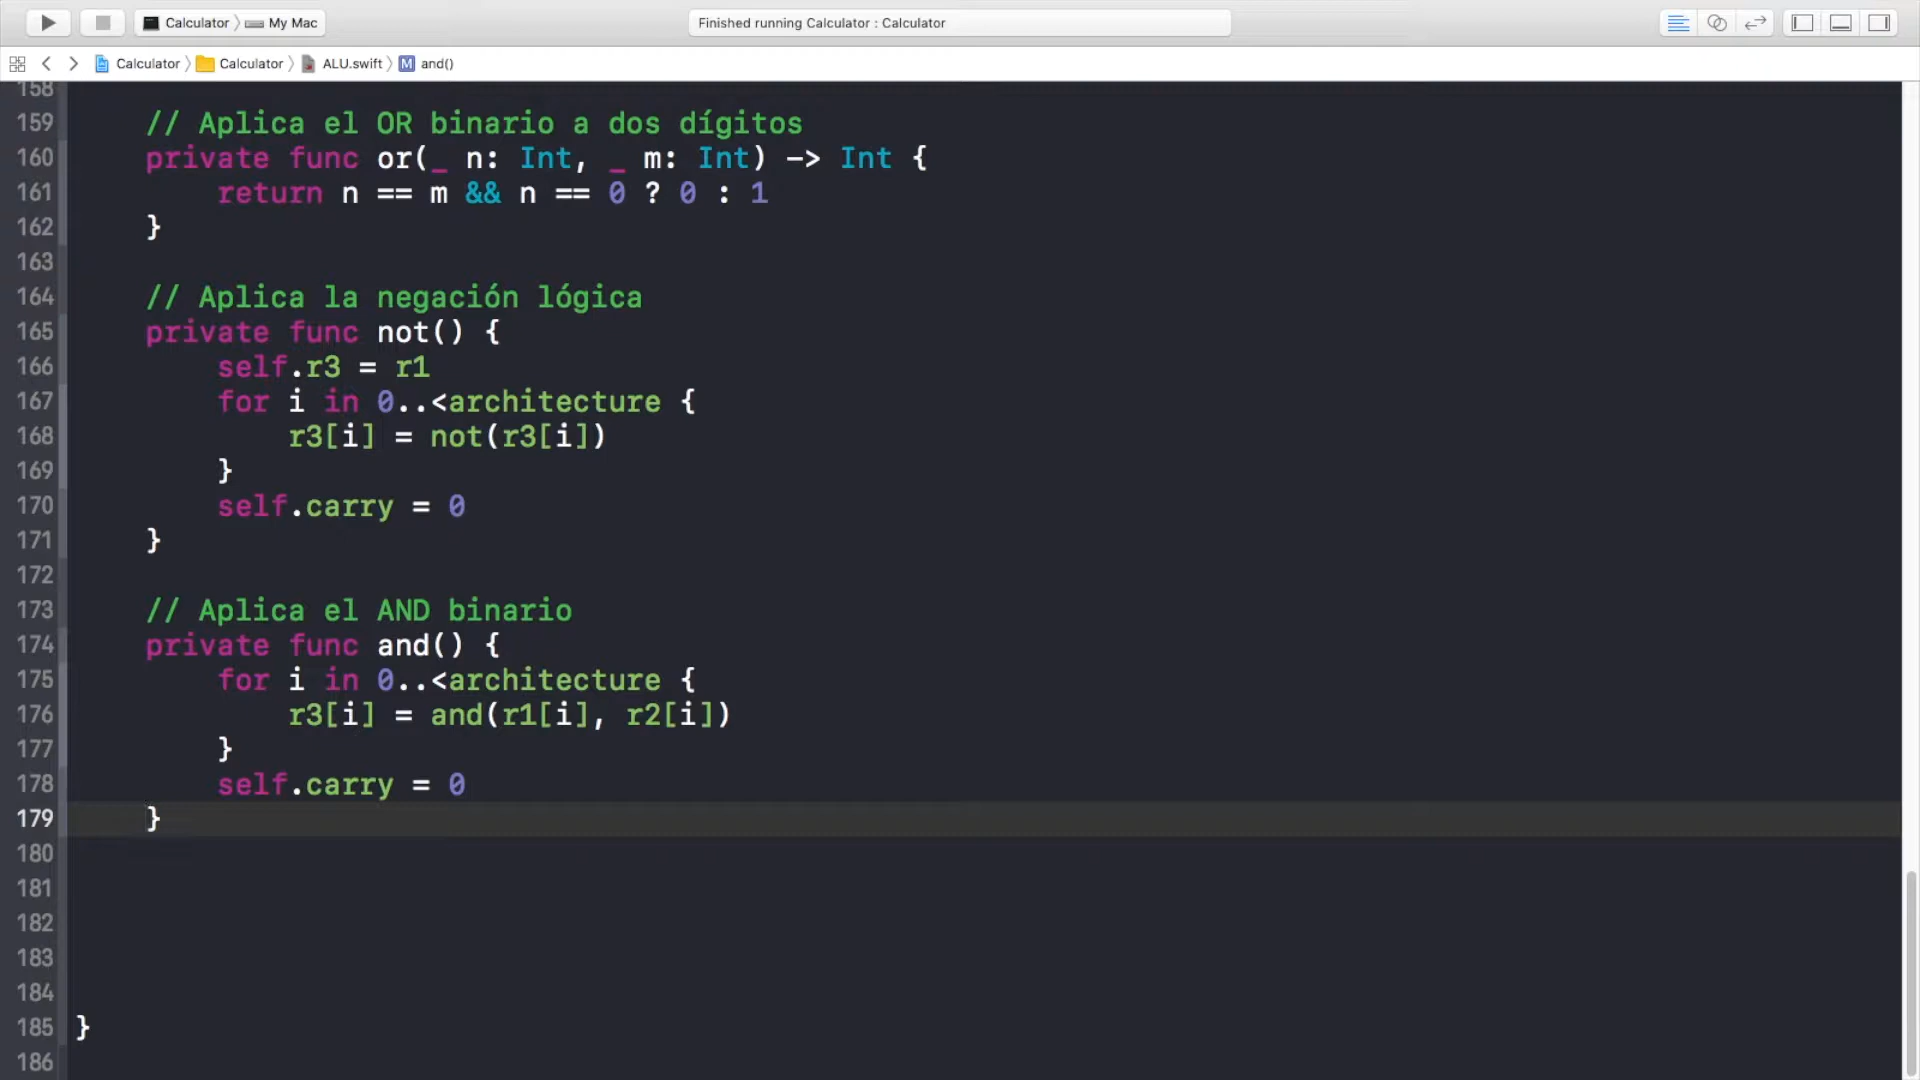 Calculator 〉 My Mac
Finished running Calculator : Calculator
Calculator 〉 Calculator 〉 ALU.swift 〉 M and()
158
159 // Aplica el OR binario a dos dígitos
160 private func or(_ n: Int, _ m: Int) -> Int {
161 return n == m && n == 0 ? 0 : 1
162 }
163
164 // Aplica la negación lógica
165 private func not() {
166 self.r3 = r1
167 for i in 0..<architecture {
168 r3[i] = not(r3[i])
169 }
170 self.carry = 0
171 }
172
173 // Aplica el AND binario
174 private func and() {
175 for i in 0..<architecture {
176 r3[i] = and(r1[i], r2[i])
177 }
178 self.carry = 0
179 }
180
181
182
183
184
185 }
186